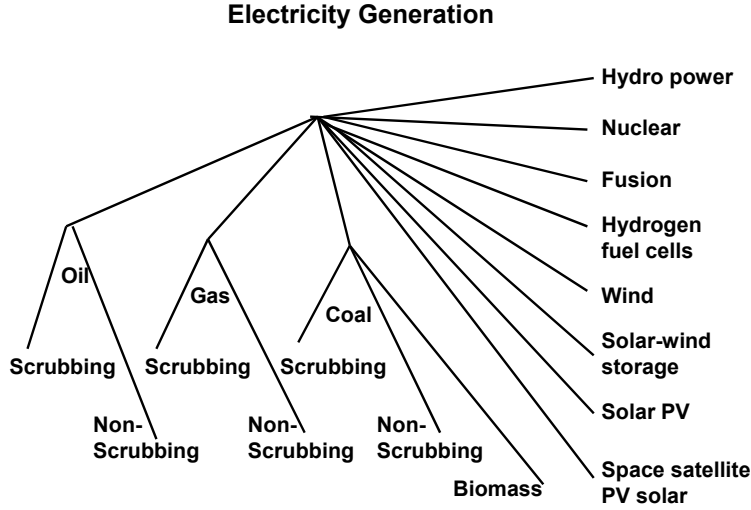 Electricity Generation
Hydro power
Nuclear
Fusion
Hydrogen
fuel cells
Wind
Solar-wind
storage
Solar PV
Space satellite
PV solar
Oil
Gas
Coal
Scrubbing
Scrubbing
Scrubbing
Non-
Scrubbing
Non-
Scrubbing
Non-
Scrubbing
Biomass